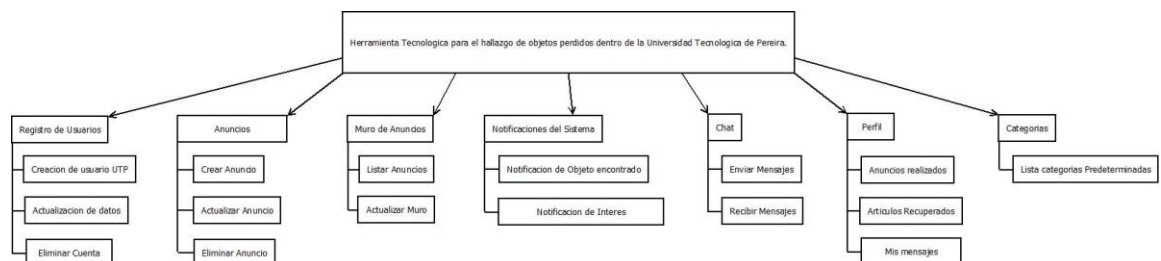 Herramienta Tecnologica para el hallazgo de objetos perdidos dentro de la Universidad Tecnologica de Pereira.
Registro de Usuarios
Creacion de usuario UTP
Actualizacion de datos
Eliminar Cuenta
Anuncios
Crear Anuncio
Actualizar Anuncio
Eliminar Anuncio
Muro de Anuncios
Listar Anuncios
Actualizar Muro
Notificaciones del Sistema
Notificacion de Objeto encontrado
Notificacion de Interes
Chat
Enviar Mensajes
Recibir Mensajes
Perfil
Anuncios realizados
Articulos Recuperados
Mis mensajes
Categorias
Lista categorias Predeterminadas